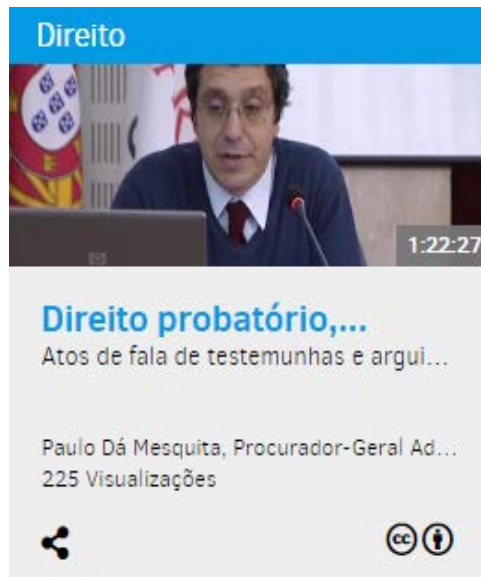 Direito
1:22:27
Direito probatório,...
Atos de fala de testemunhas e argui...
Paulo Dá Mesquita, Procurador-Geral Ad...
225 Visualizações
cc